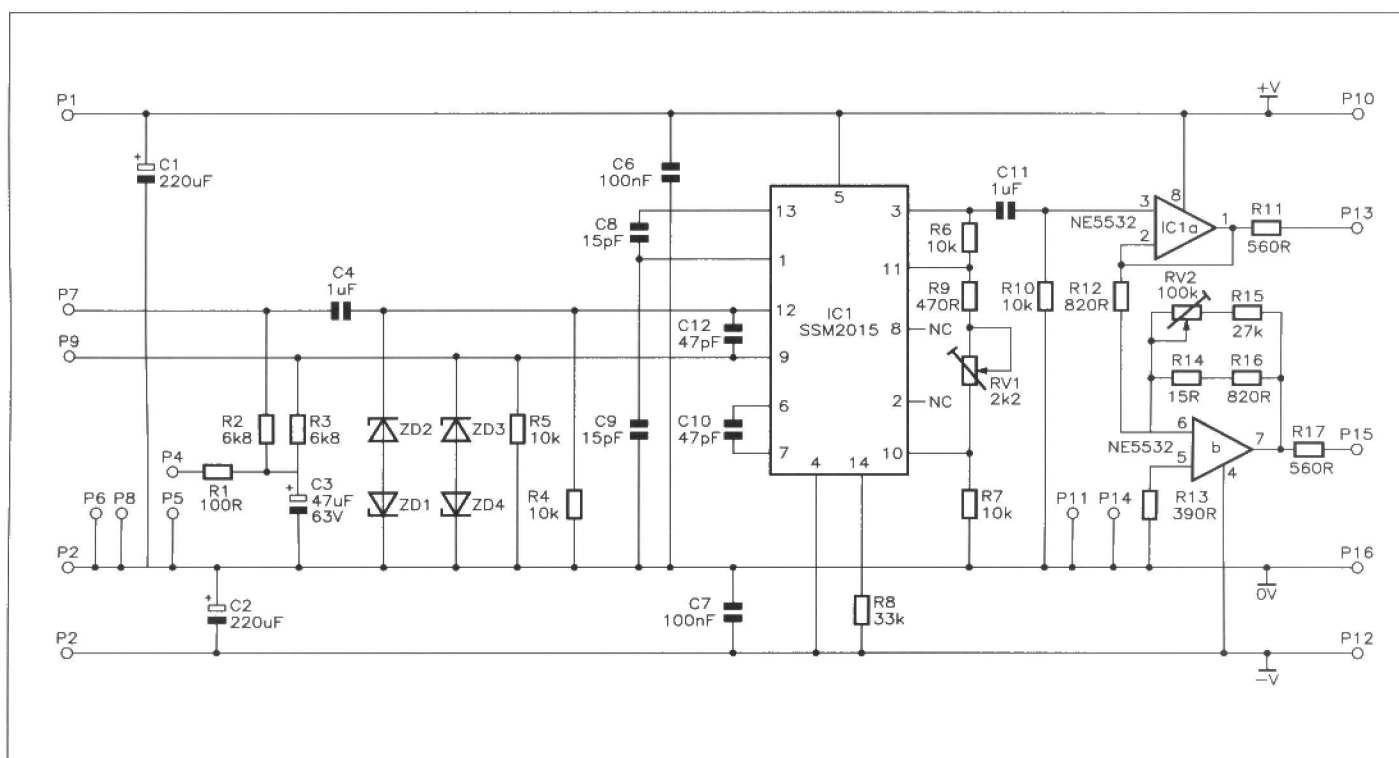 P1
+V
P10
C1
220uF
C6
100nF
5
C11
1uF
8
13
3
3
NE5532
IC1a
1
R11
560R
P13
C8
15pF
R6
10k
2
1
11
C4
1uF
R9
470R
R10
10k
R12
820R
RV2
100k
R15
27k
P7
12
IC1
SSM2015
8
NC
C12
47pF
P9
9
RV1
2k2
R14
15R
R16
820R
R2
6k8
R3
6k8
ZD2
ZD3
R5
10k
C9
15pF
C10
47pF
6
7
2
NC
6
NE5532
b
7
R17
560R
P15
P4
R1
100R
10
5
4
4
14
C3
47uF
63V
ZD1
ZD4
R4
10k
R7
10k
P11
P14
R13
390R
P6
P8
P5
P2
P16
0V
C2
220uF
C7
100nF
R8
33k
P2
P12
-V